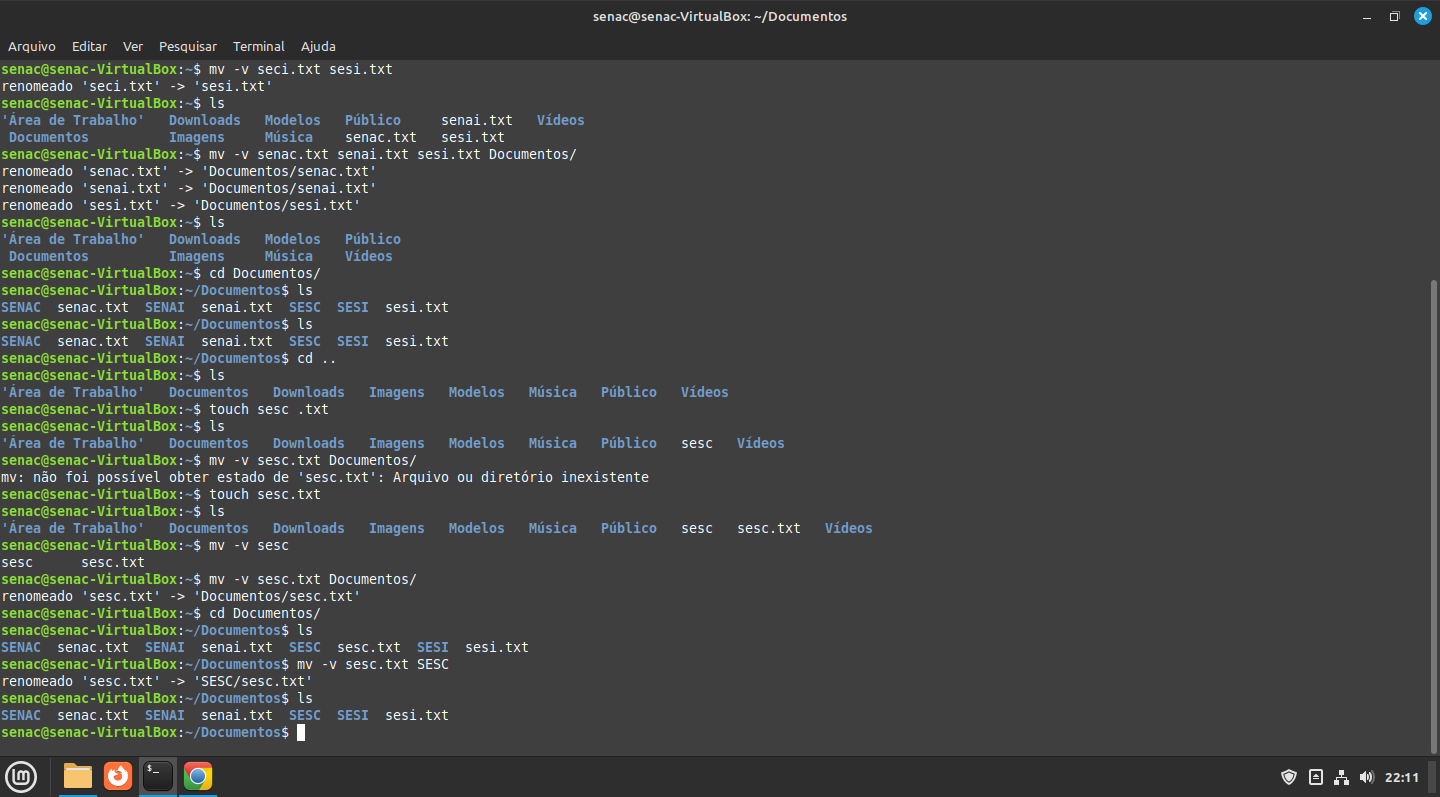 senac@senac-VirtualBox: ~/Documentos
Arquivo Editar Ver Pesquisar Terminal Ajuda
senac@senac-VirtualBox:~$ mv -v seci.txt sesi.txt
renomeado 'seci.txt' -> 'sesi.txt'
senac@senac-VirtualBox:~$ ls
'Área de Trabalho'   Downloads   Modelos   Público     senai.txt   Vídeos
 Documentos          Imagens     Música    senac.txt   sesi.txt
senac@senac-VirtualBox:~$ mv -v senac.txt senai.txt sesi.txt Documentos/
renomeado 'senac.txt' -> 'Documentos/senac.txt'
renomeado 'senai.txt' -> 'Documentos/senai.txt'
renomeado 'sesi.txt' -> 'Documentos/sesi.txt'
senac@senac-VirtualBox:~$ ls
'Área de Trabalho'   Downloads   Modelos   Público
 Documentos          Imagens     Música    Vídeos
senac@senac-VirtualBox:~$ cd Documentos/
senac@senac-VirtualBox:~/Documentos$ ls
SENAC  senac.txt  SENAI  senai.txt  SESC  SESI  sesi.txt
senac@senac-VirtualBox:~/Documentos$ ls
SENAC  senac.txt  SENAI  senai.txt  SESC  SESI  sesi.txt
senac@senac-VirtualBox:~/Documentos$ cd ..
senac@senac-VirtualBox:~$ ls
'Área de Trabalho'   Documentos   Downloads   Imagens   Modelos   Música   Público   Vídeos
senac@senac-VirtualBox:~$ touch sesc .txt
senac@senac-VirtualBox:~$ ls
'Área de Trabalho'   Documentos   Downloads   Imagens   Modelos   Música   Público   sesc   Vídeos
senac@senac-VirtualBox:~$ mv -v sesc.txt Documentos/
mv: não foi possível obter estado de 'sesc.txt': Arquivo ou diretório inexistente
senac@senac-VirtualBox:~$ touch sesc.txt
senac@senac-VirtualBox:~$ ls
'Área de Trabalho'   Documentos   Downloads   Imagens   Modelos   Música   Público   sesc   sesc.txt   Vídeos
senac@senac-VirtualBox:~$ mv -v sesc
sesc      sesc.txt
senac@senac-VirtualBox:~$ mv -v sesc.txt Documentos/
renomeado 'sesc.txt' -> 'Documentos/sesc.txt'
senac@senac-VirtualBox:~$ cd Documentos/
senac@senac-VirtualBox:~/Documentos$ ls
SENAC  senac.txt  SENAI  senai.txt  SESC  sesc.txt  SESI  sesi.txt
senac@senac-VirtualBox:~/Documentos$ mv -v sesc.txt SESC
renomeado 'sesc.txt' -> 'SESC/sesc.txt'
senac@senac-VirtualBox:~/Documentos$ ls
SENAC  senac.txt  SENAI  senai.txt  SESC  SESI  sesi.txt
senac@senac-VirtualBox:~/Documentos$
22:11